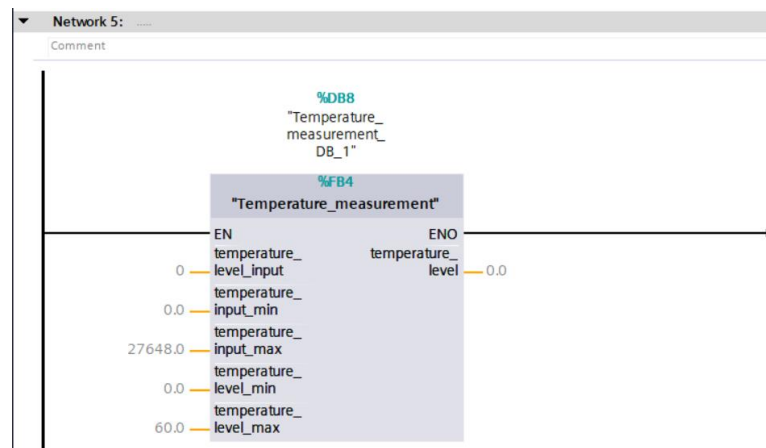 Network 5: .....
Comment
%DB8
"Temperature_
measurement_
DB_1"
%FB4
"Temperature_measurement"
EN ENO
temperature_ temperature_
0 level_input level 0.0
temperature_
0.0 input_min
temperature_
27648.0 input_max
temperature_
0.0 level_min
temperature_
60.0 level_max